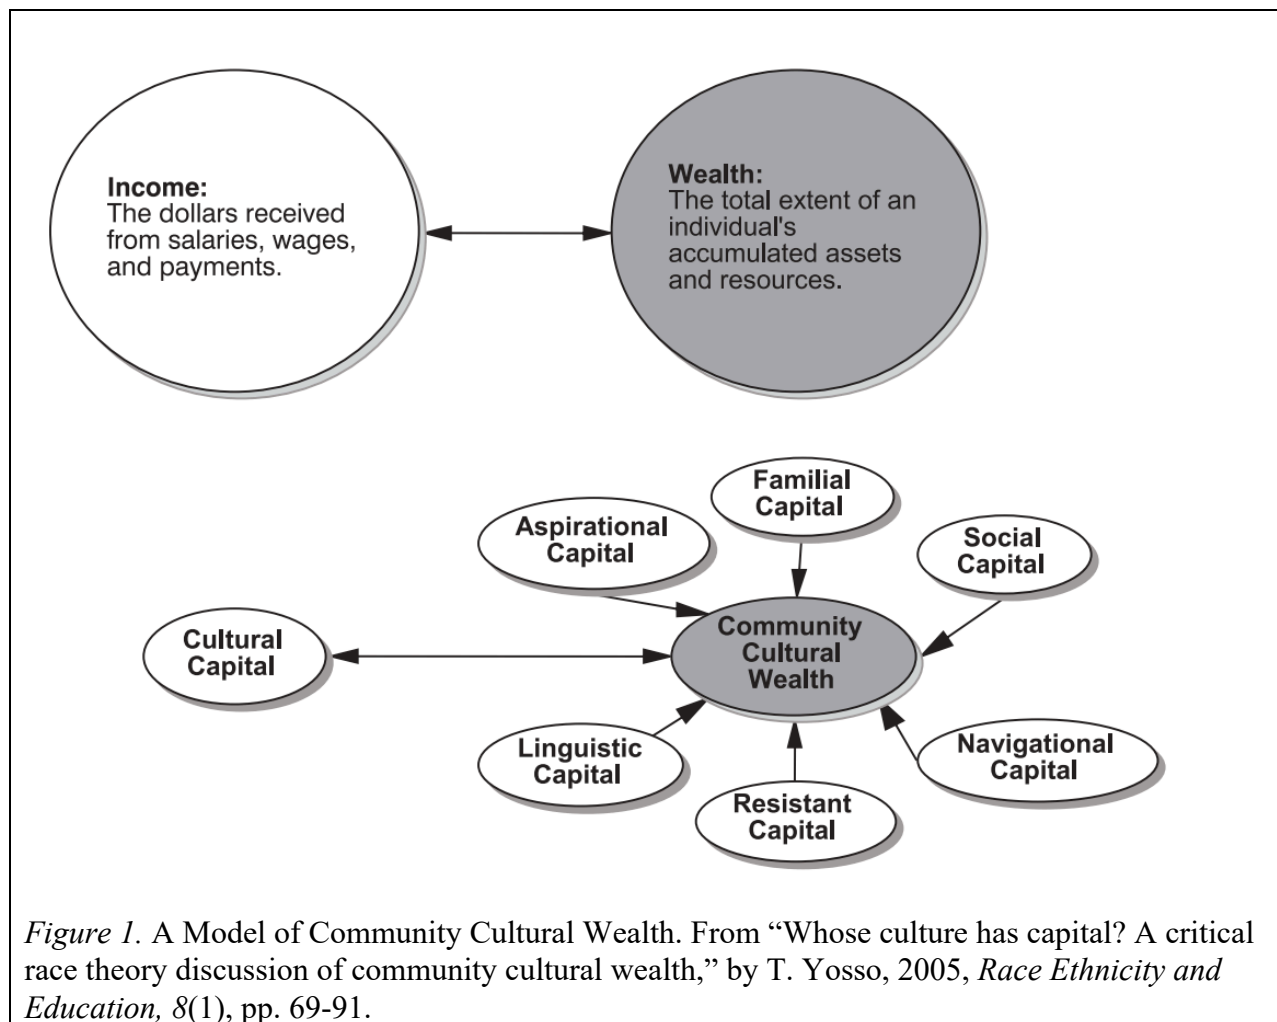 Income:
The dollars received
from salaries, wages,
and payments.
Wealth:
The total extent of an
individual's
accumulated assets
and resources.
Familial
Capital
Aspirational
Capital
Social
Capital
Cultural
Capital
Community
Cultural
Wealth
Linguistic
Capital
Navigational
Capital
Resistant
Capital
Figure 1. A Model of Community Cultural Wealth. From “Whose culture has capital? A critical
race theory discussion of community cultural wealth,” by T. Yosso, 2005, Race Ethnicity and
Education, 8(1), pp. 69-91.